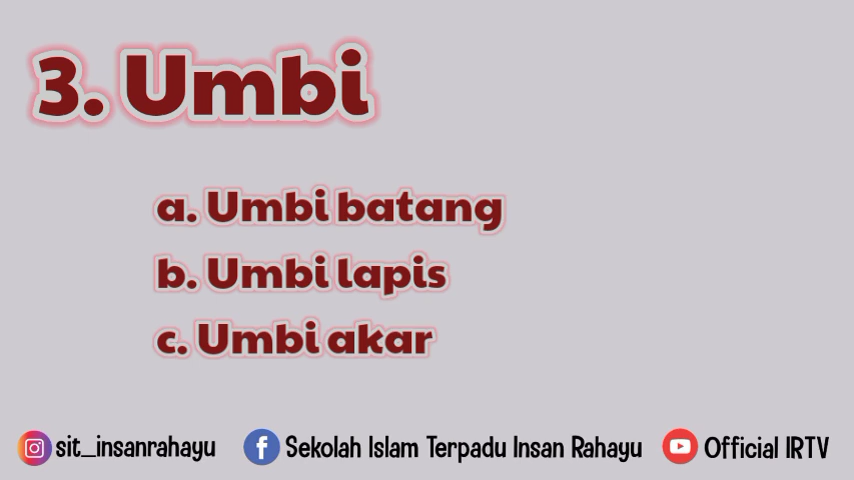 3. Umbi
a. Umbi batang
b. Umbi lapis
c. Umbi akar
sit_insanrahayu Sekolah Islam Terpadu Insan Rahayu Official IRTV